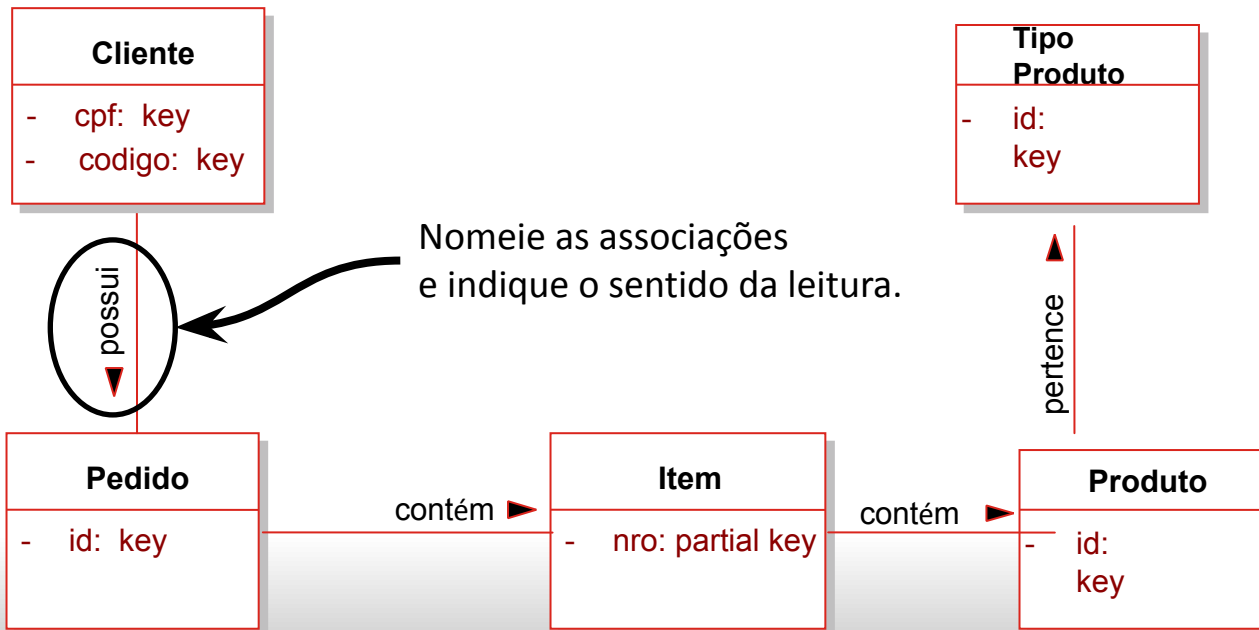 Cliente
- cpf: key
- codigo: key
Tipo
Produto
- id:
key
Nomeie as associações
e indique o sentido da leitura.
possui
pertence
Pedido
- id: key
contém
Item
- nro: partial key
contém
Produto
- id:
key